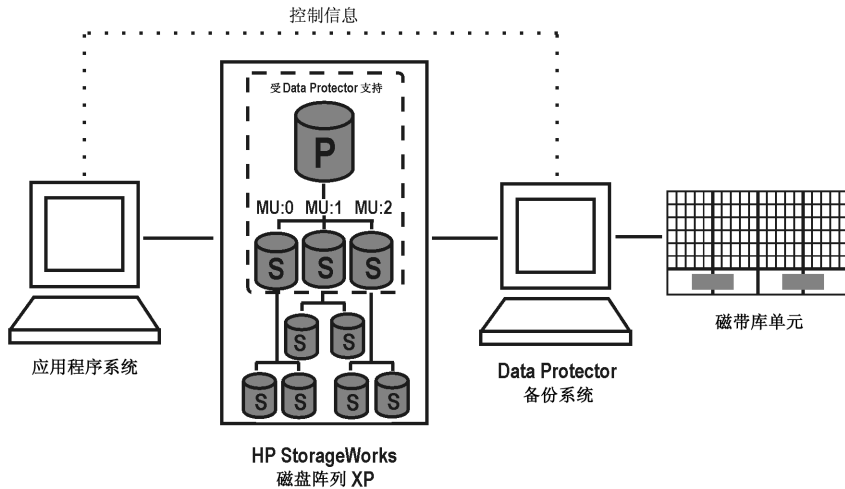 控制信息
受Data Protector支持
P
MU:0 MU:1 MU:2
S S S
S S
S S S S
应用程序系统
Data Protector
备份系统
磁带库单元
HP StorageWorks
磁盘阵列 XP